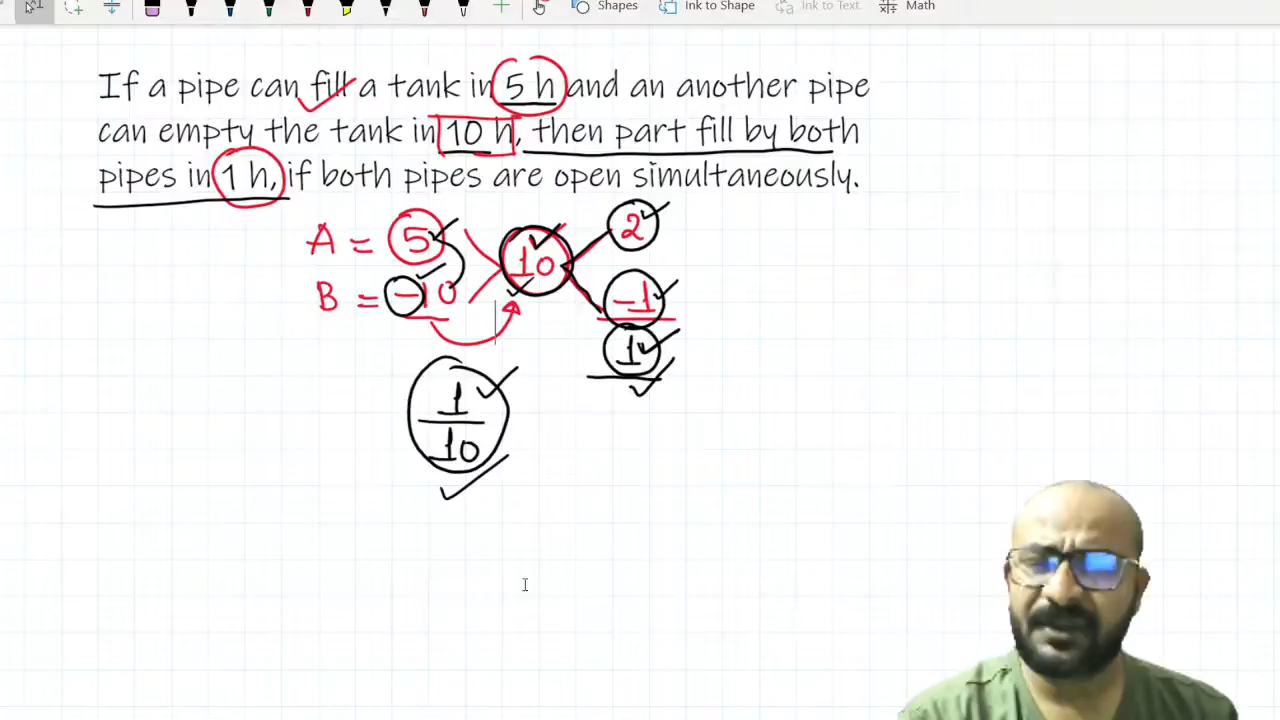 Shapes Ink to Shape Ink to Text Math
If a pipe can fill a tank in 5 h and an another pipe
can empty the tank in 10 h, then part fill by both
pipes in 1 h, if both pipes are open simultaneously.
A = 5 10 2
B = -10 -1
1
1
10